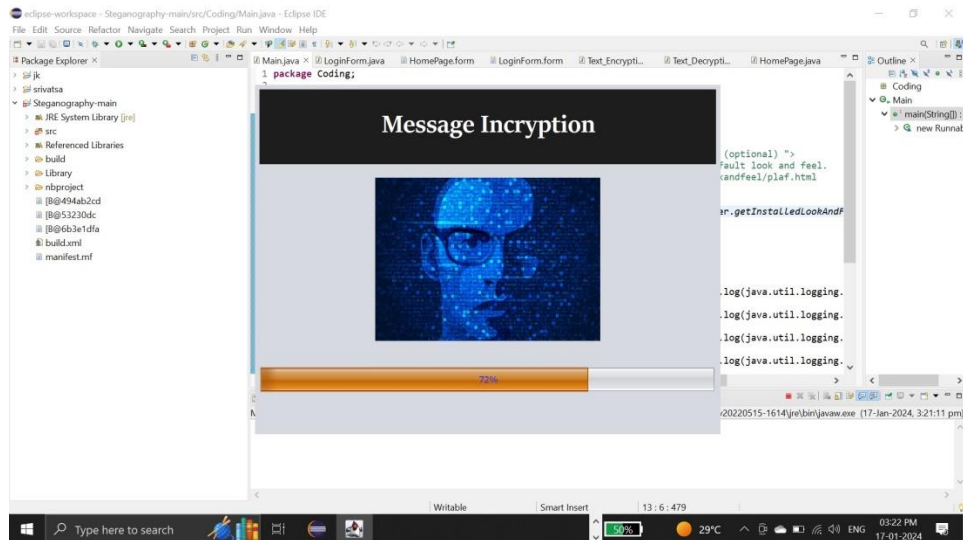 eclipse-workspace - Steganography-main/src/Coding/Main.java - Eclipse IDE
File Edit Source Refactor Navigate Search Project Run Window Help
Package Explorer
jk
srivatsa
Steganography-main
JRE System Library [jre]
src
Referenced Libraries
build
Library
nbproject
[B@494ab2cd
[B@53230dc
[B@6b3e1dfa
build.xml
manifest.mf
Main.java LoginForm.java HomePage.form LoginForm.form Text_Encrypti... Text_Decrypti... HomePage.java
1 package Coding;
Message Incryption
(optional) ">
fault look and feel.
kandfeel/plaf.html
er.getInstalledLookAndF
.log(java.util.logging.
.log(java.util.logging.
.log(java.util.logging.
.log(java.util.logging.
72%
v20220515-1614\jre\bin\javaw.exe (17-Jan-2024, 3:21:11 pm)
Outline
Coding
Main
main(String[]) :
new Runnab
Writable Smart Insert 13 : 6 : 479
Type here to search 50% 29°C ENG 03:22 PM
17-01-2024